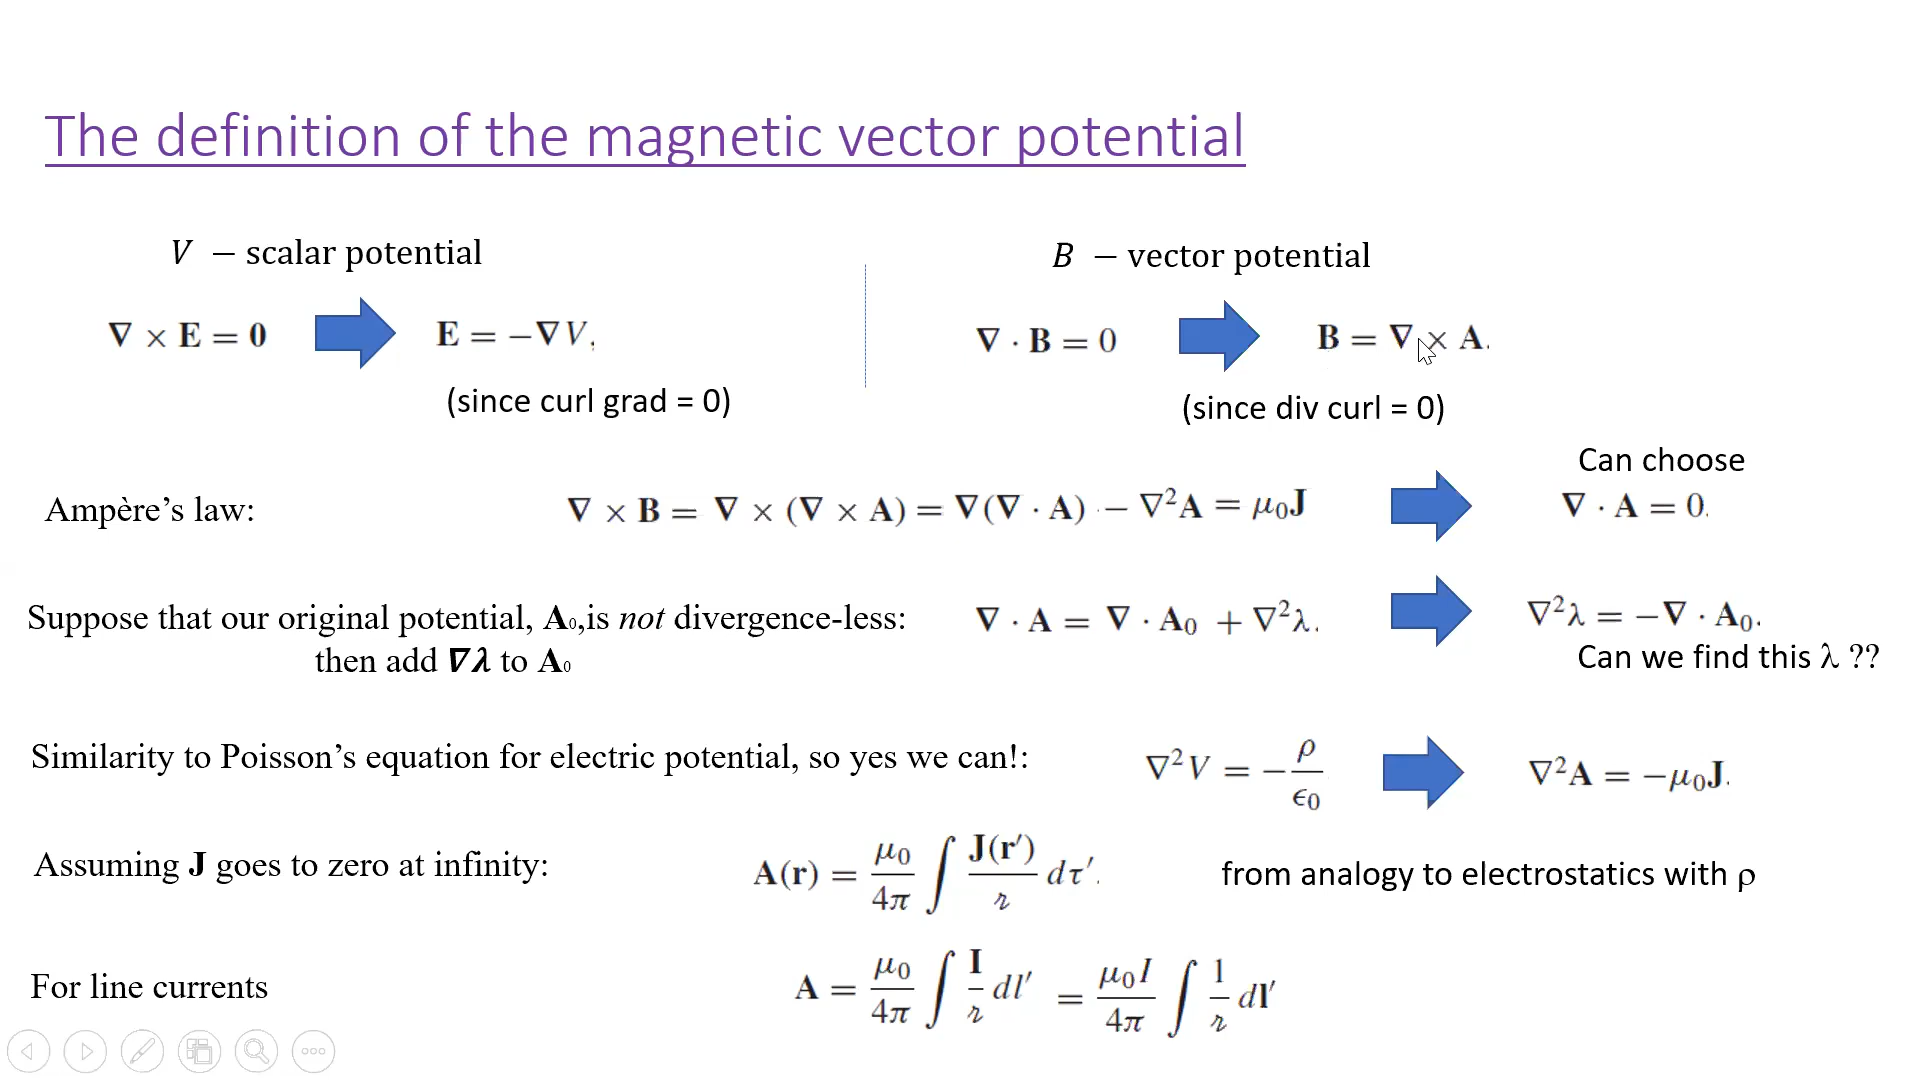 The definition of the magnetic vector potential
V – scalar potential
B – vector potential
∇ × E = 0
E = −∇V,
∇ · B = 0
B = ∇ × A.
(since curl grad = 0)
(since div curl = 0)
Can choose
Ampère’s law:
∇ × B = ∇ × (∇ × A) = ∇(∇ · A) − ∇²A = μ₀J
∇ · A = 0.
Suppose that our original potential, A₀,is not divergence-less:
∇ · A = ∇ · A₀ + ∇²λ.
∇²λ = −∇ · A₀.
then add ∇λ to A₀
Can we find this λ ??
Similarity to Poisson’s equation for electric potential, so yes we can!:
∇²V = −ρ/ϵ₀
∇²A = −μ₀J.
Assuming J goes to zero at infinity:
A(r) = μ₀/4π ∫ J(r′)/𝓇 dτ′.
from analogy to electrostatics with ρ
For line currents
A = μ₀/4π ∫ I/𝓇 dl′ = μ₀I/4π ∫ 1/𝓇 dl′